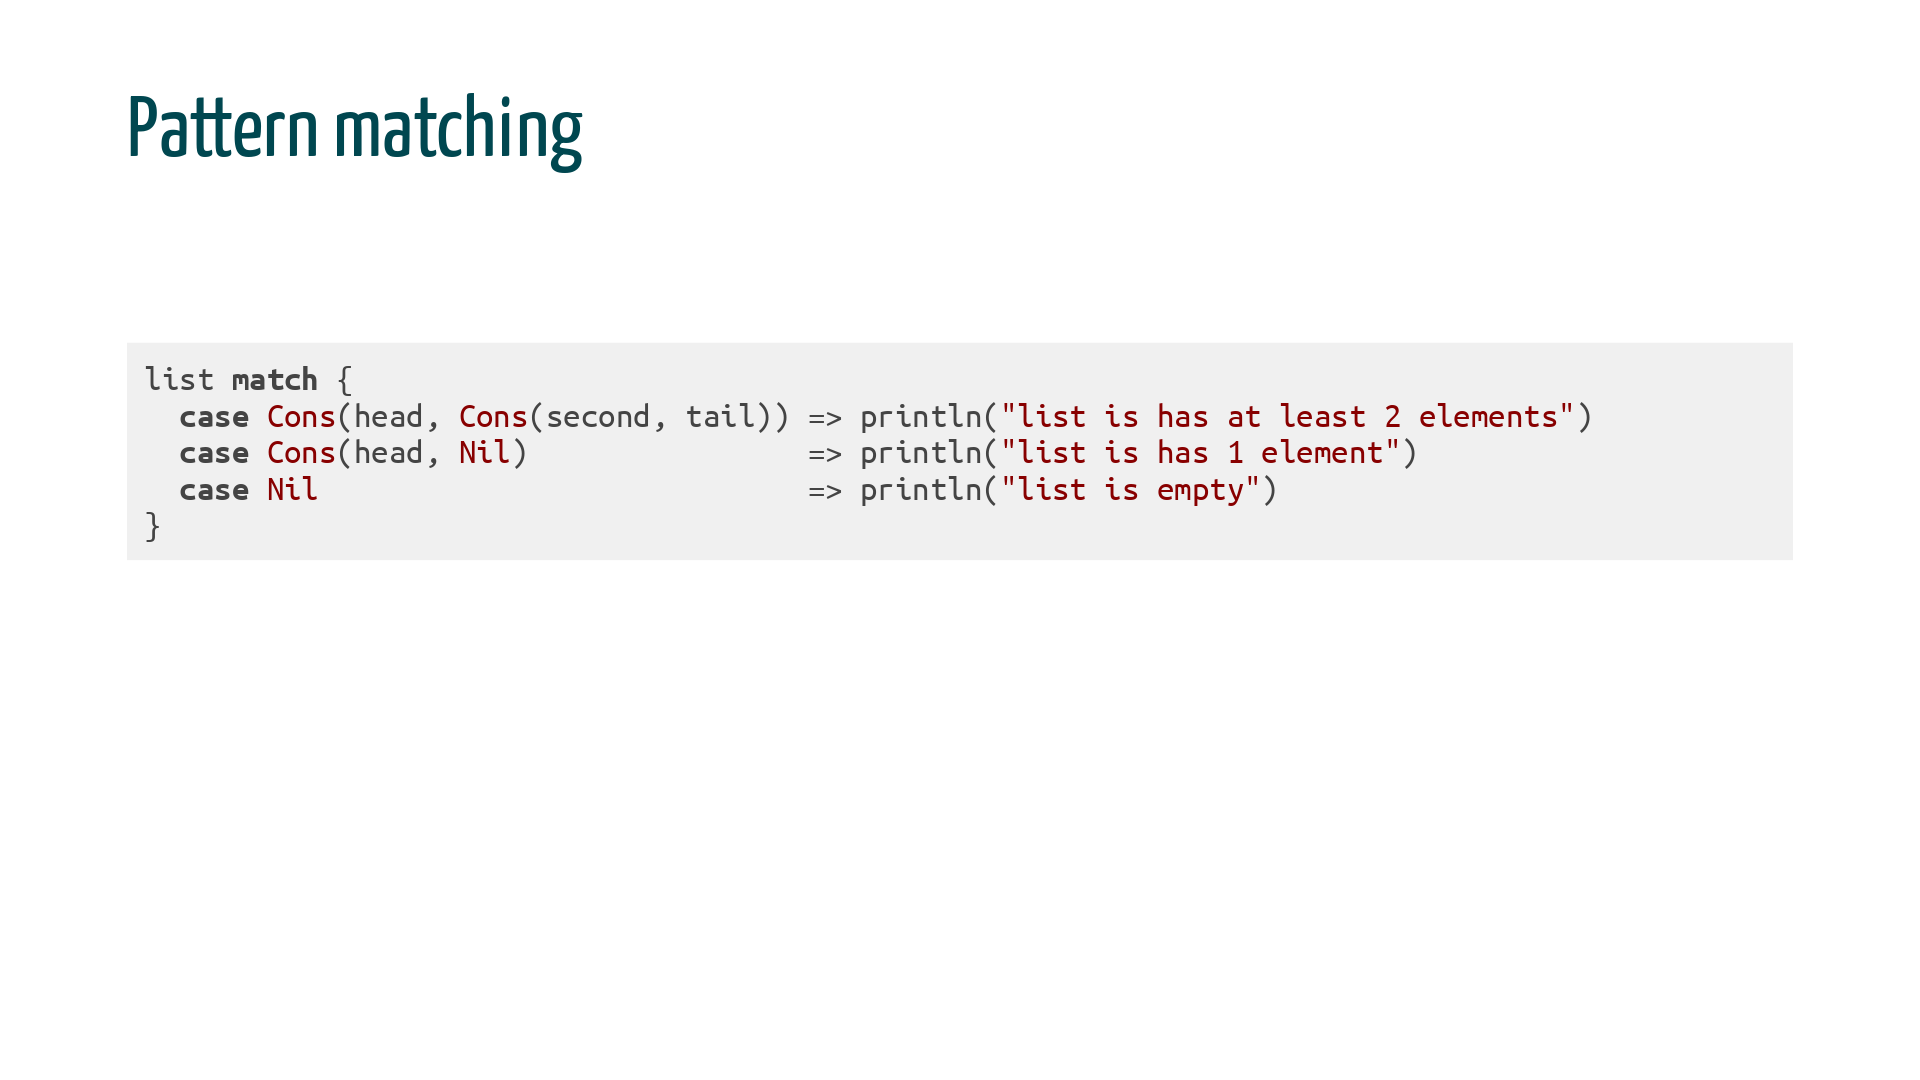 Pattern matching
list match {
  case Cons(head, Cons(second, tail)) => println("list is has at least 2 elements")
  case Cons(head, Nil)                => println("list is has 1 element")
  case Nil                            => println("list is empty")
}